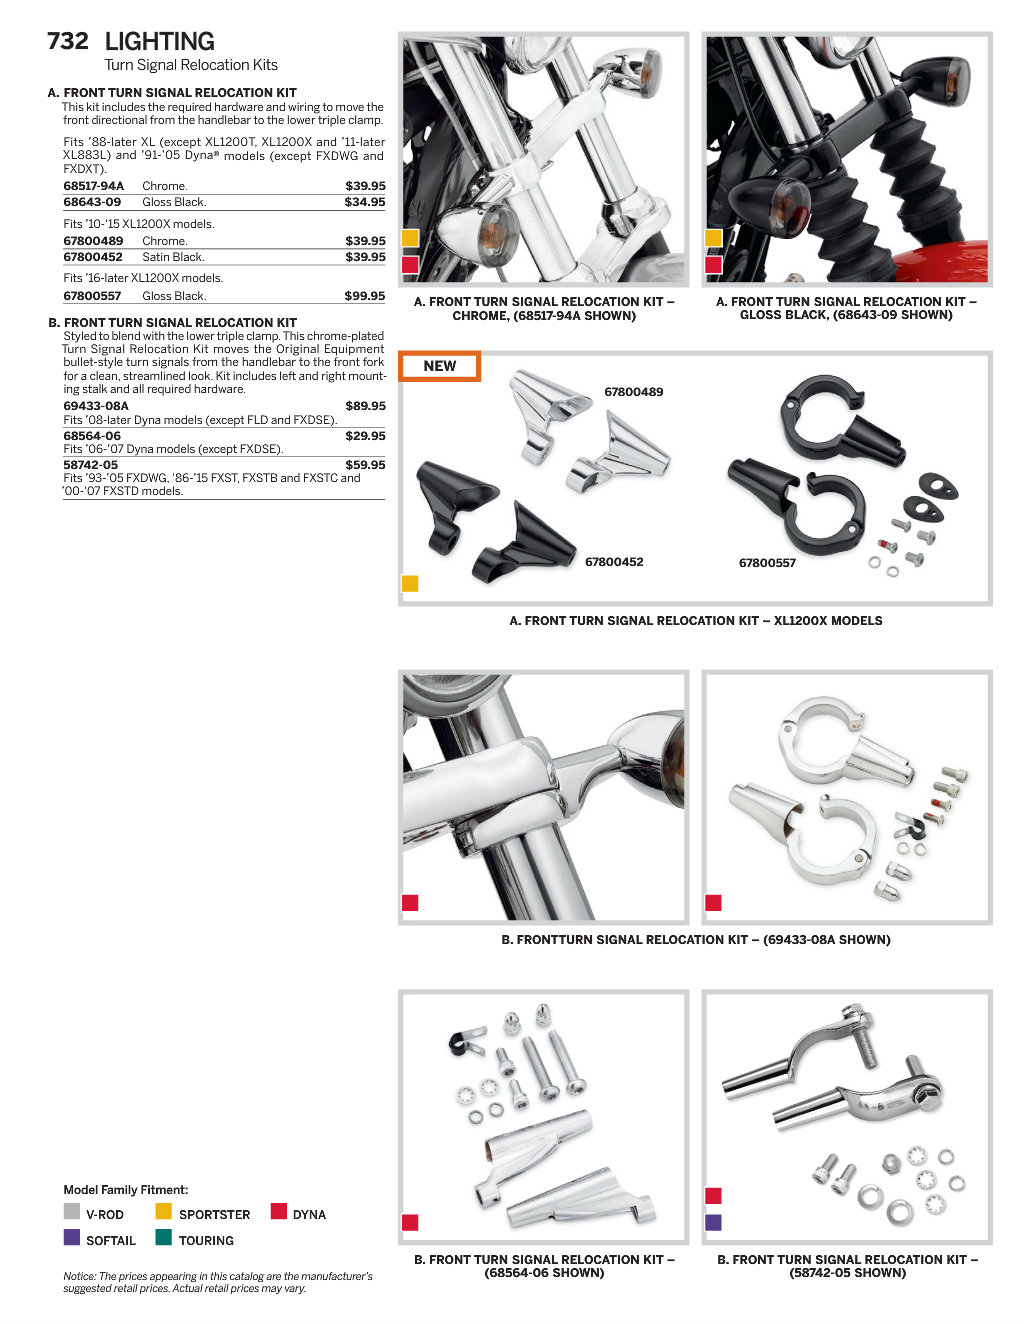 732 LIGHTING
Turn Signal Relocation Kits
A. FRONT TURN SIGNAL RELOCATION KIT
This kit includes the required hardware and wiring to move the
front directional from the handlebar to the lower triple clamp.
Fits ’88-later XL (except XL1200T, XL1200X and ’11-later
XL883L) and ’91-’05 Dyna® models (except FXDWG and
FXDXT).
68517-94A Chrome. $39.95
68643-09 Gloss Black. $34.95
Fits ’10-‘15 XL1200X models.
67800489 Chrome. $39.95
67800452 Satin Black. $39.95
Fits ’16-later XL1200X models.
67800557 Gloss Black. $99.95
B. FRONT TURN SIGNAL RELOCATION KIT
Styled to blend with the lower triple clamp. This chrome-plated
Turn Signal Relocation Kit moves the Original Equipment
bullet-style turn signals from the handlebar to the front fork
for a clean, streamlined look. Kit includes left and right mount-
ing stalk and all required hardware.
69433-08A $89.95
Fits ’08-later Dyna models (except FLD and FXDSE).
68564-06 $29.95
Fits ’06-’07 Dyna models (except FXDSE).
58742-05 $59.95
Fits ’93-’05 FXDWG, ‘86-’15 FXST, FXSTB and FXSTC and
’00-‘07 FXSTD models.
A. FRONT TURN SIGNAL RELOCATION KIT –
CHROME, (68517-94A SHOWN)
A. FRONT TURN SIGNAL RELOCATION KIT –
GLOSS BLACK, (68643-09 SHOWN)
NEW
67800489
67800452
67800557
A. FRONT TURN SIGNAL RELOCATION KIT – XL1200X MODELS
B. FRONTTURN SIGNAL RELOCATION KIT – (69433-08A SHOWN)
B. FRONT TURN SIGNAL RELOCATION KIT –
(68564-06 SHOWN)
B. FRONT TURN SIGNAL RELOCATION KIT –
(58742-05 SHOWN)
Model Family Fitment:
V-ROD SPORTSTER DYNA
SOFTAIL TOURING
Notice: The prices appearing in this catalog are the manufacturer’s
suggested retail prices. Actual retail prices may vary.